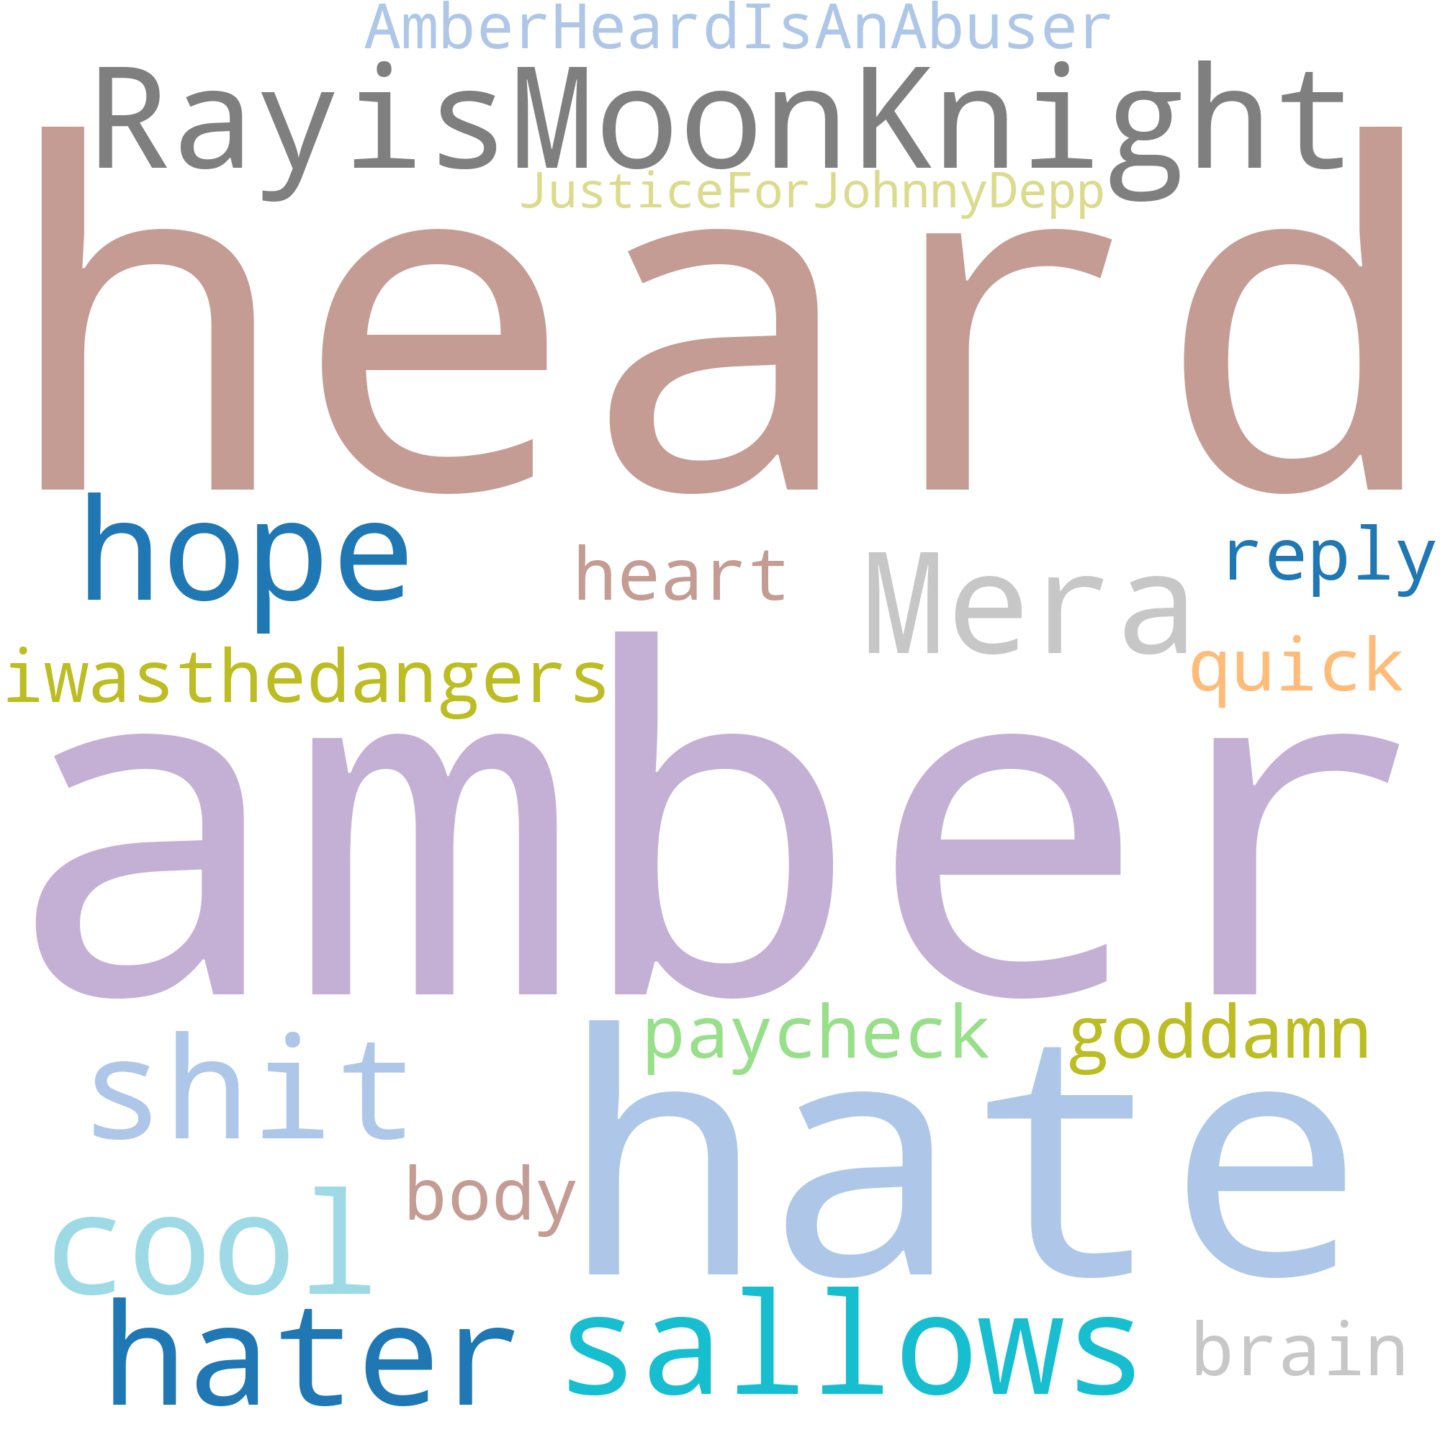 AmberHeardIsAnAbuser
RayisMoonKnight
JusticeForJohnnyDepp
heard
hope
heart
Mera
reply
iwasthedangers
quick
amber
shit
paycheck
goddamn
hate
body
cool
hater
sallows
brain